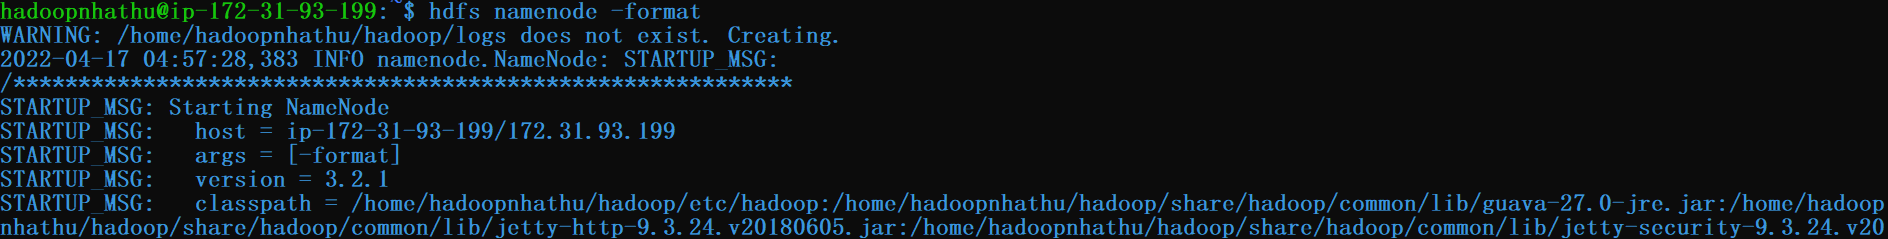 hadoopnhathu@ip-172-31-93-199:~$ hdfs namenode -format
WARNING: /home/hadoopnhathu/hadoop/logs does not exist. Creating.
2022-04-17 04:57:28,383 INFO namenode.NameNode: STARTUP_MSG:
/************************************************************
STARTUP_MSG: Starting NameNode
STARTUP_MSG:   host = ip-172-31-93-199/172.31.93.199
STARTUP_MSG:   args = [-format]
STARTUP_MSG:   version = 3.2.1
STARTUP_MSG:   classpath = /home/hadoopnhathu/hadoop/etc/hadoop:/home/hadoopnhathu/hadoop/share/hadoop/common/lib/guava-27.0-jre.jar:/home/hadoop
nhathu/hadoop/share/hadoop/common/lib/jetty-http-9.3.24.v20180605.jar:/home/hadoopnhathu/hadoop/share/hadoop/common/lib/jetty-security-9.3.24.v20